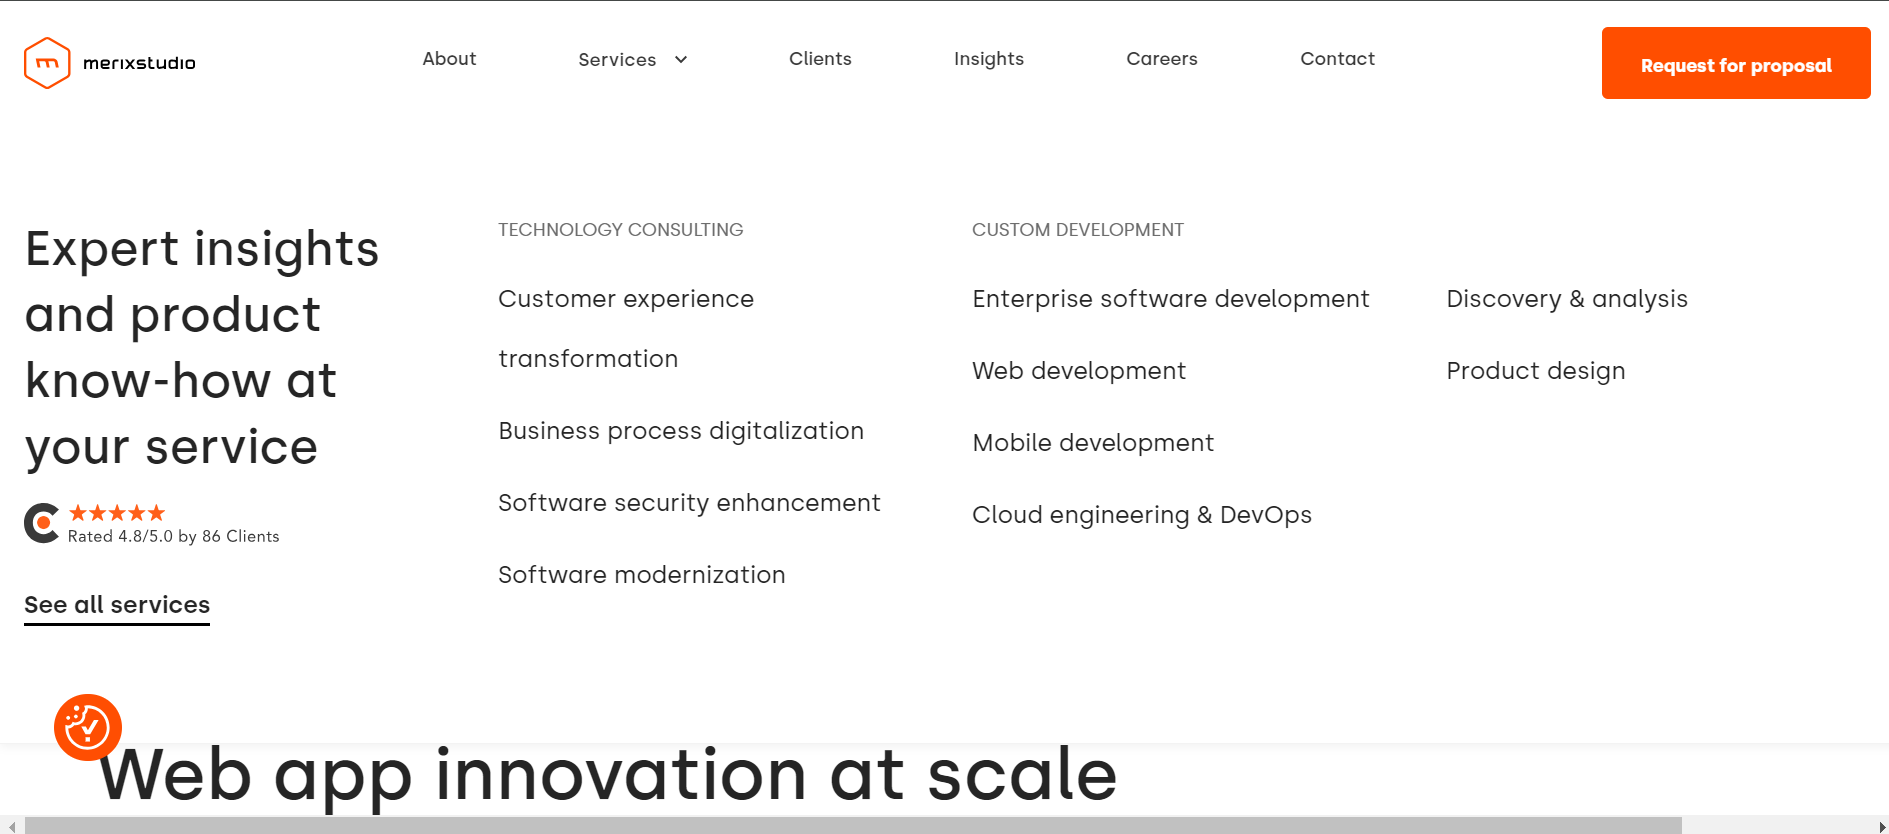 merixstudio
About
Services
Clients
Insights
Careers
Contact
Request for proposal
Expert insights
and product
know-how at
your service
Rated 4.8/5.0 by 86 Clients
See all services
TECHNOLOGY CONSULTING
Customer experience
transformation
Business process digitalization
Software security enhancement
Software modernization
CUSTOM DEVELOPMENT
Enterprise software development
Web development
Mobile development
Cloud engineering & DevOps
Discovery & analysis
Product design
Web app innovation at scale